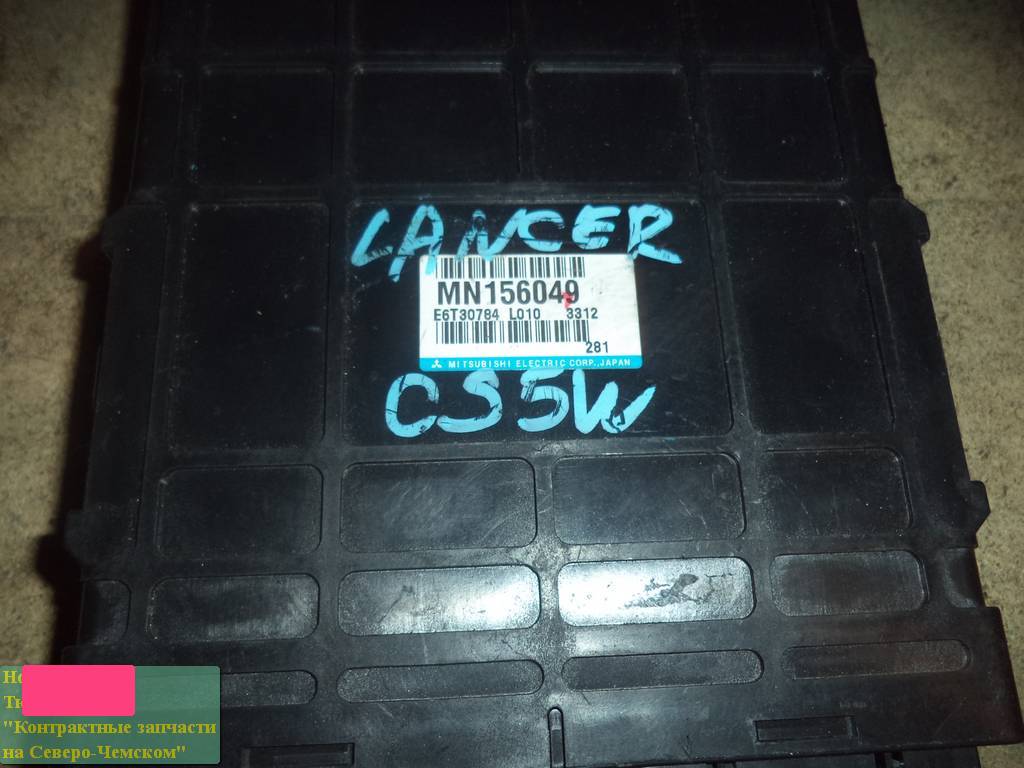 LANCER
MN156049
E6T30784 L010 3312
281
MITSUBISHI ELECTRIC CORP., JAPAN
CS5W
"Контрактные запчасти
на Северо-Чемском"